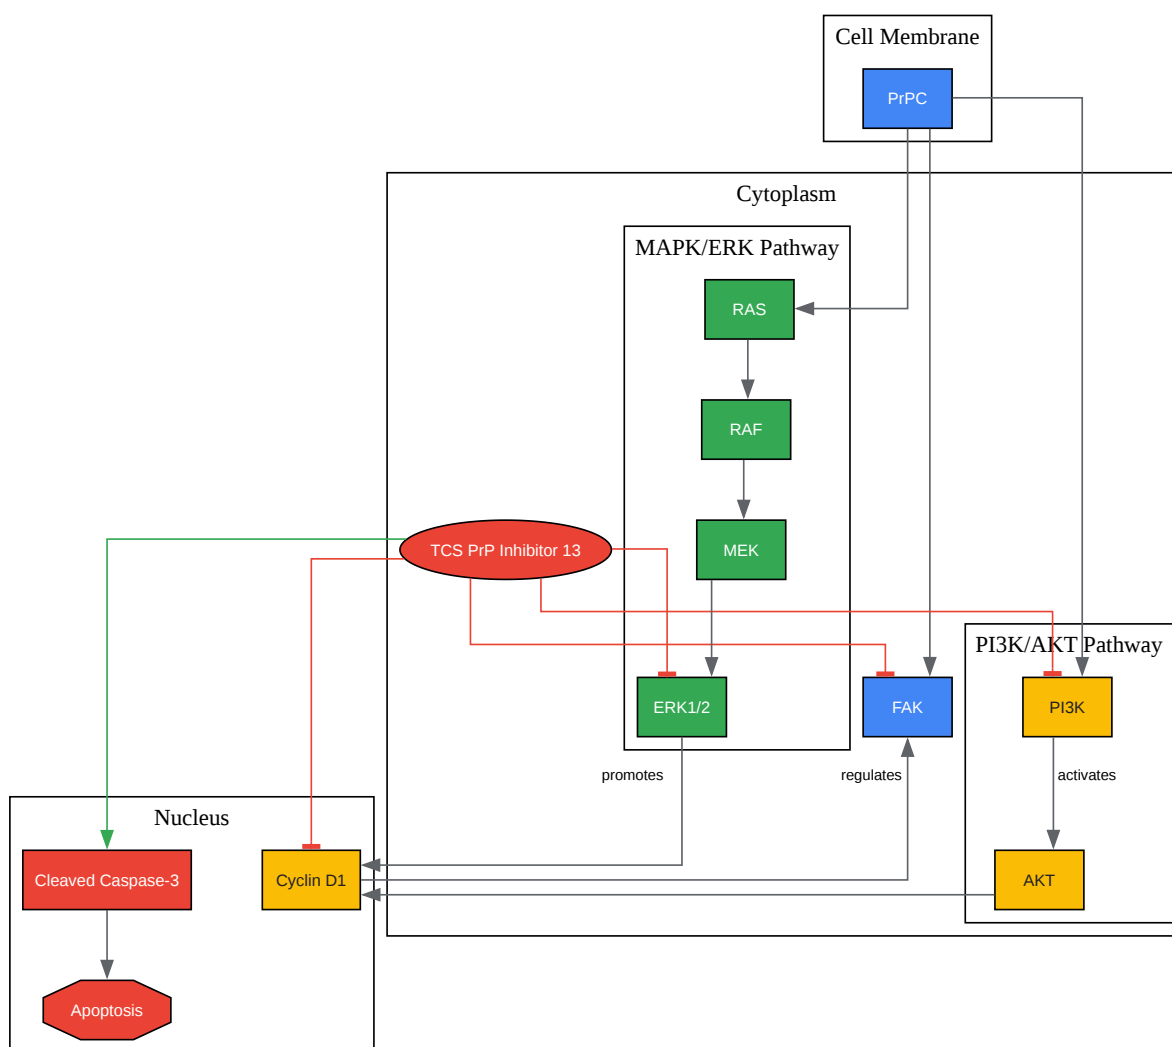 Cell Membrane
PrPC
Cytoplasm
MAPK/ERK Pathway
RAS
RAF
TCS PrP Inhibitor 13
MEK
PI3K/AKT Pathway
ERK1/2
FAK
PI3K
promotes
regulates
activates
Nucleus
Cleaved Caspase-3
Cyclin D1
AKT
Apoptosis